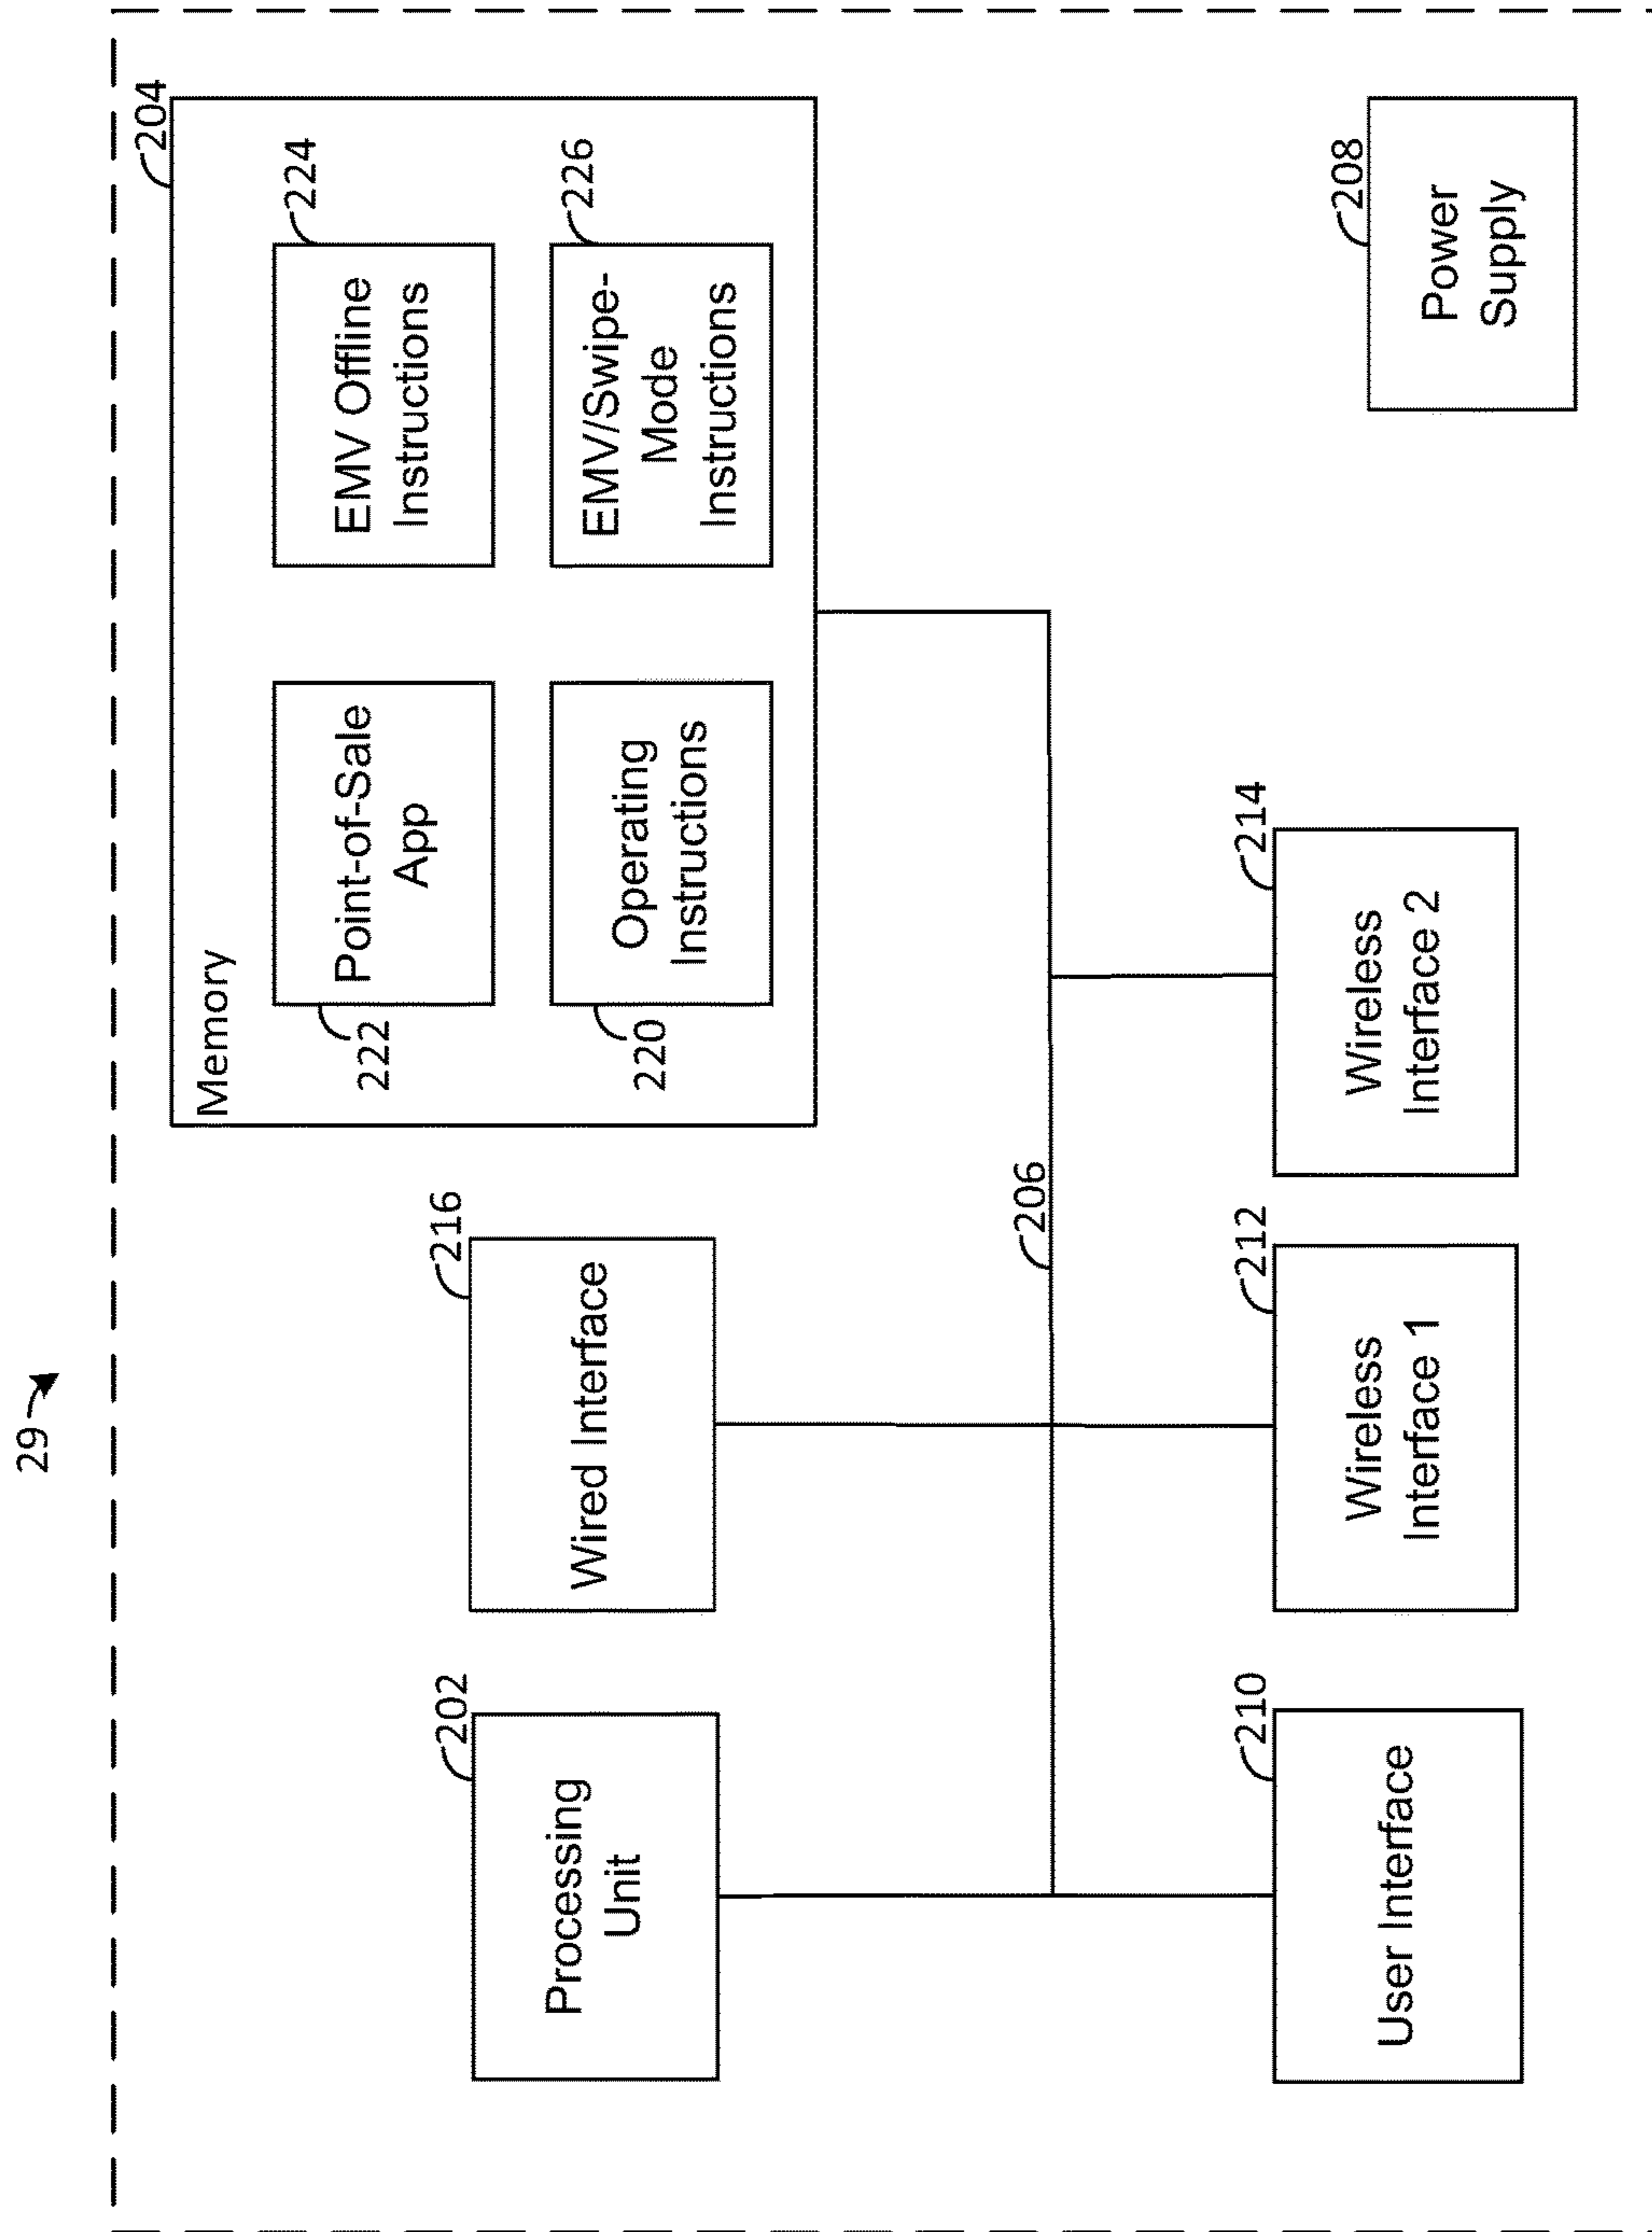 29
204
Memory
222
Point-of-Sale
App
224
EMV Offline
Instructions
220
Operating
Instructions
226
EMV/Swipe-
Mode
Instructions
202
Processing
Unit
216
Wired Interface
206
210
User Interface
212
Wireless
Interface 1
214
Wireless
Interface 2
208
Power
Supply